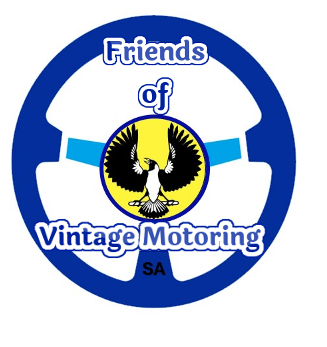 Friends
of
Vintage Motoring
SA